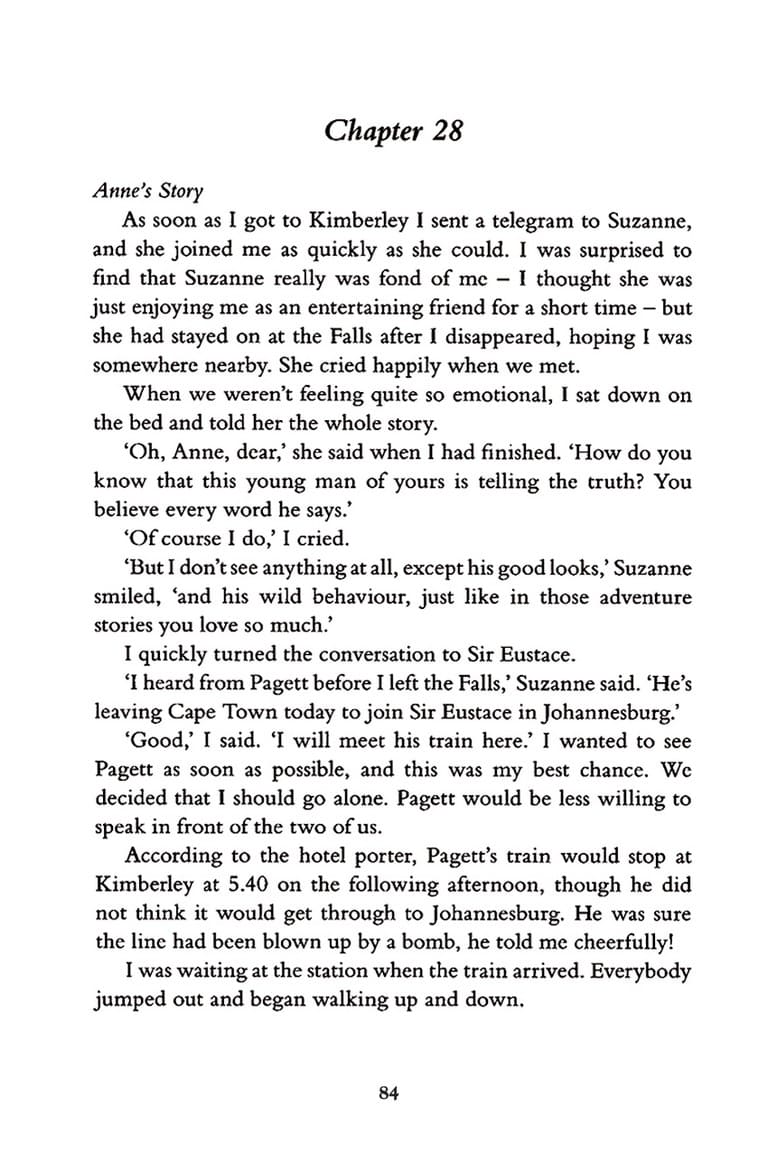 Chapter 28
Anne's Story
As soon as I got to Kimberley I sent a telegram to Suzanne,
and she joined me as quickly as she could. I was surprised to
find that Suzanne really was fond of me – I thought she was
just enjoying me as an entertaining friend for a short time – but
she had stayed on at the Falls after I disappeared, hoping I was
somewhere nearby. She cried happily when we met.
When we weren't feeling quite so emotional, I sat down on
the bed and told her the whole story.
‘Oh, Anne, dear,’ she said when I had finished. ‘How do you
know that this young man of yours is telling the truth? You
believe every word he says.’
‘Of course I do,’ I cried.
‘But I don't see anything at all, except his good looks,’ Suzanne
smiled, ‘and his wild behaviour, just like in those adventure
stories you love so much.’
I quickly turned the conversation to Sir Eustace.
‘I heard from Pagett before I left the Falls,’ Suzanne said. ‘He's
leaving Cape Town today to join Sir Eustace in Johannesburg.’
‘Good,’ I said. ‘I will meet his train here.’ I wanted to see
Pagett as soon as possible, and this was my best chance. We
decided that I should go alone. Pagett would be less willing to
speak in front of the two of us.
According to the hotel porter, Pagett's train would stop at
Kimberley at 5.40 on the following afternoon, though he did
not think it would get through to Johannesburg. He was sure
the line had been blown up by a bomb, he told me cheerfully!
I was waiting at the station when the train arrived. Everybody
jumped out and began walking up and down.
84